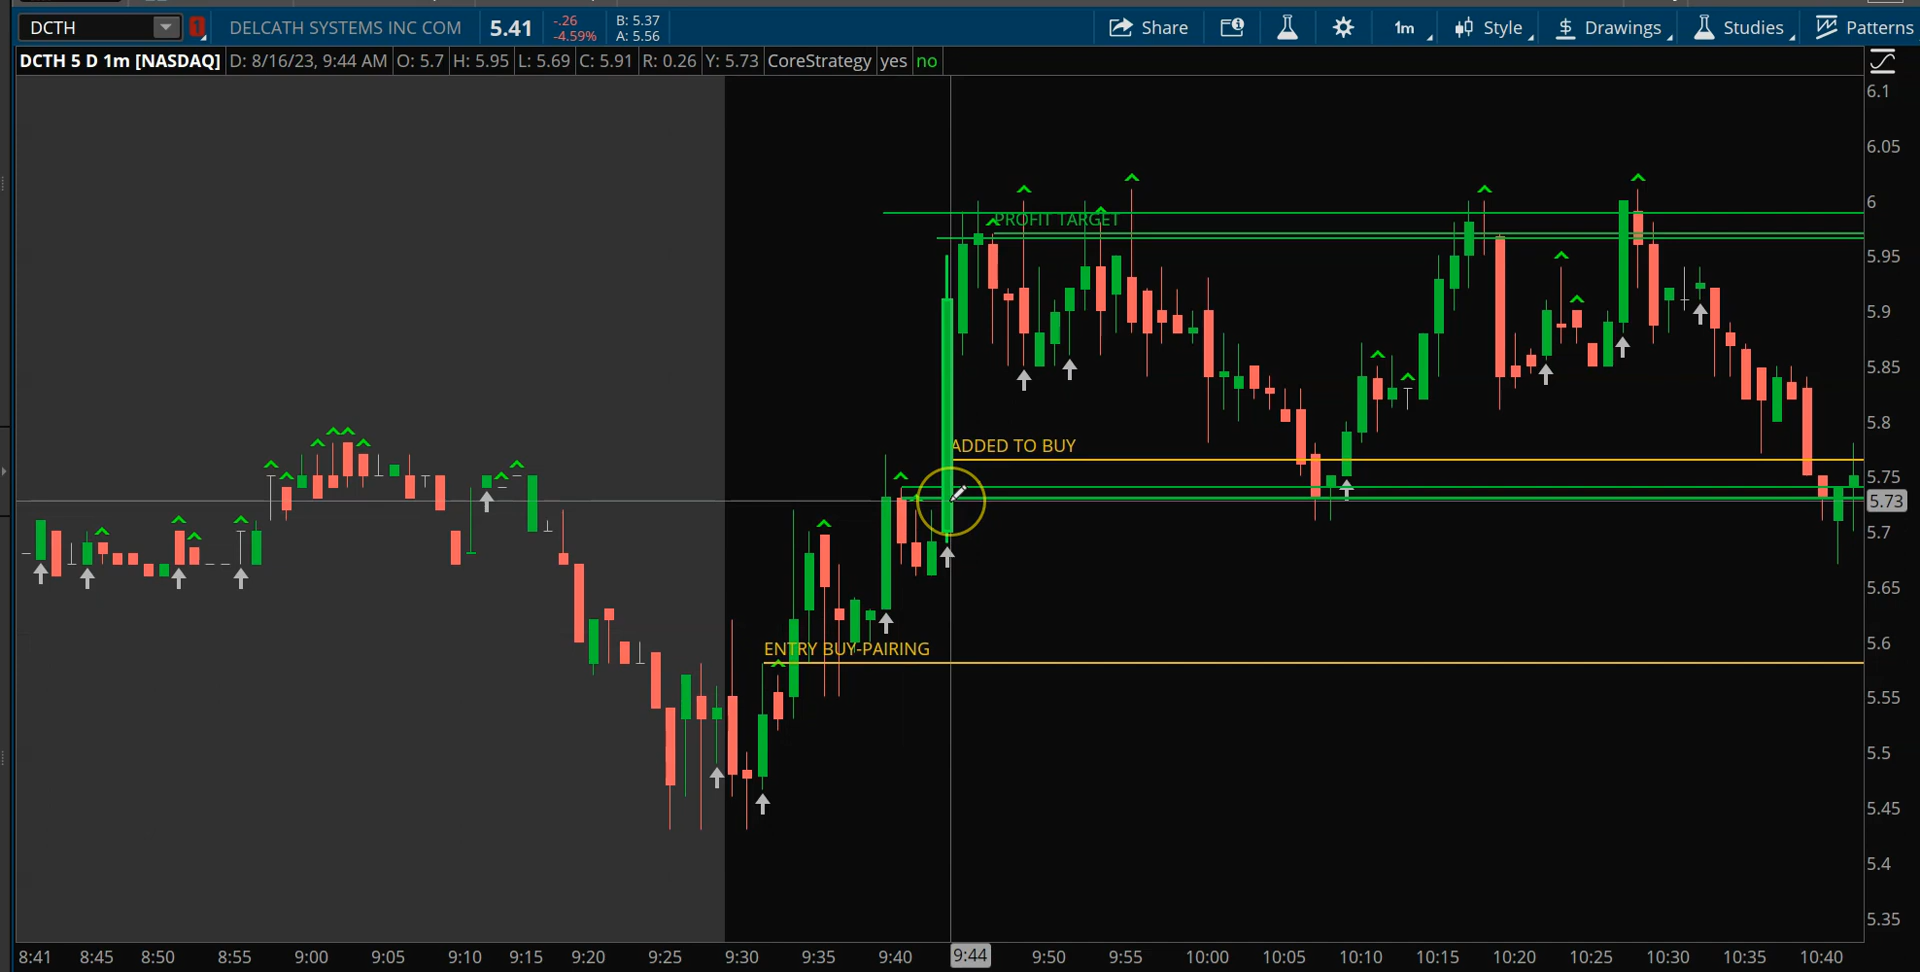 DCTH
1
DELCATH SYSTEMS INC COM
5.41
-.26
-4.59%
B: 5.37
A: 5.56
Share
1m
Style
$ Drawings
Studies
Patterns
DCTH 5 D 1m [NASDAQ]
D: 8/16/23, 9:44 AM
O: 5.7
H: 5.95
L: 5.69
C: 5.91
R: 0.26
Y: 5.73
CoreStrategy
yes
no
6.1
6.05
6
5.95
5.9
5.85
5.8
5.75
5.73
5.7
5.65
5.6
5.55
5.5
5.45
5.4
5.35
PROFIT TARGET
ADDED TO BUY
ENTRY BUY-PAIRING
8:41
8:45
8:50
8:55
9:00
9:05
9:10
9:15
9:20
9:25
9:30
9:35
9:40
9:44
9:50
9:55
10:00
10:05
10:10
10:15
10:20
10:25
10:30
10:35
10:40